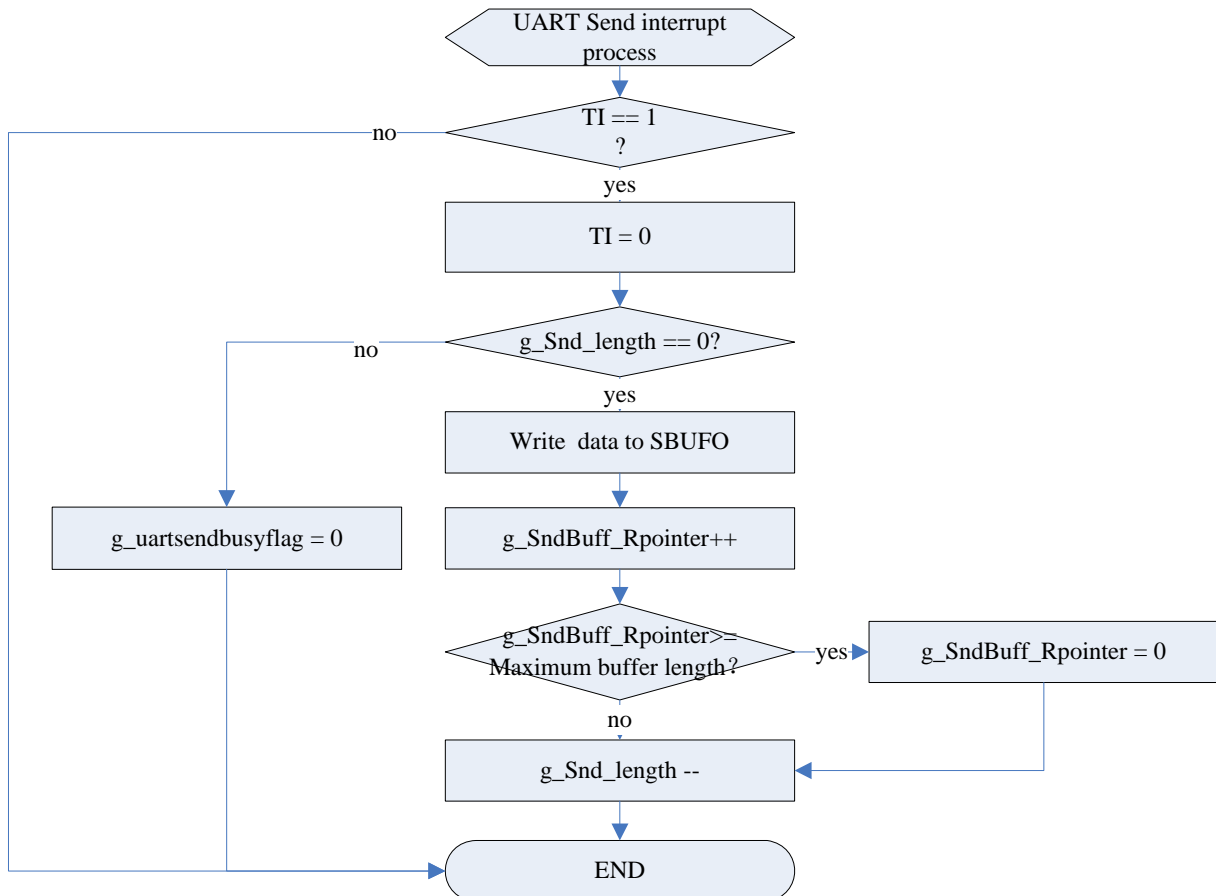 UART Send interrupt
process
TI == 1
?
no
yes
TI = 0
g_Snd_length == 0?
no
yes
Write  data to SBUFO
g_uartsendbusyflag = 0
g_SndBuff_Rpointer++
g_SndBuff_Rpointer>=
Maximum buffer length?
yes
g_SndBuff_Rpointer = 0
no
g_Snd_length --
END